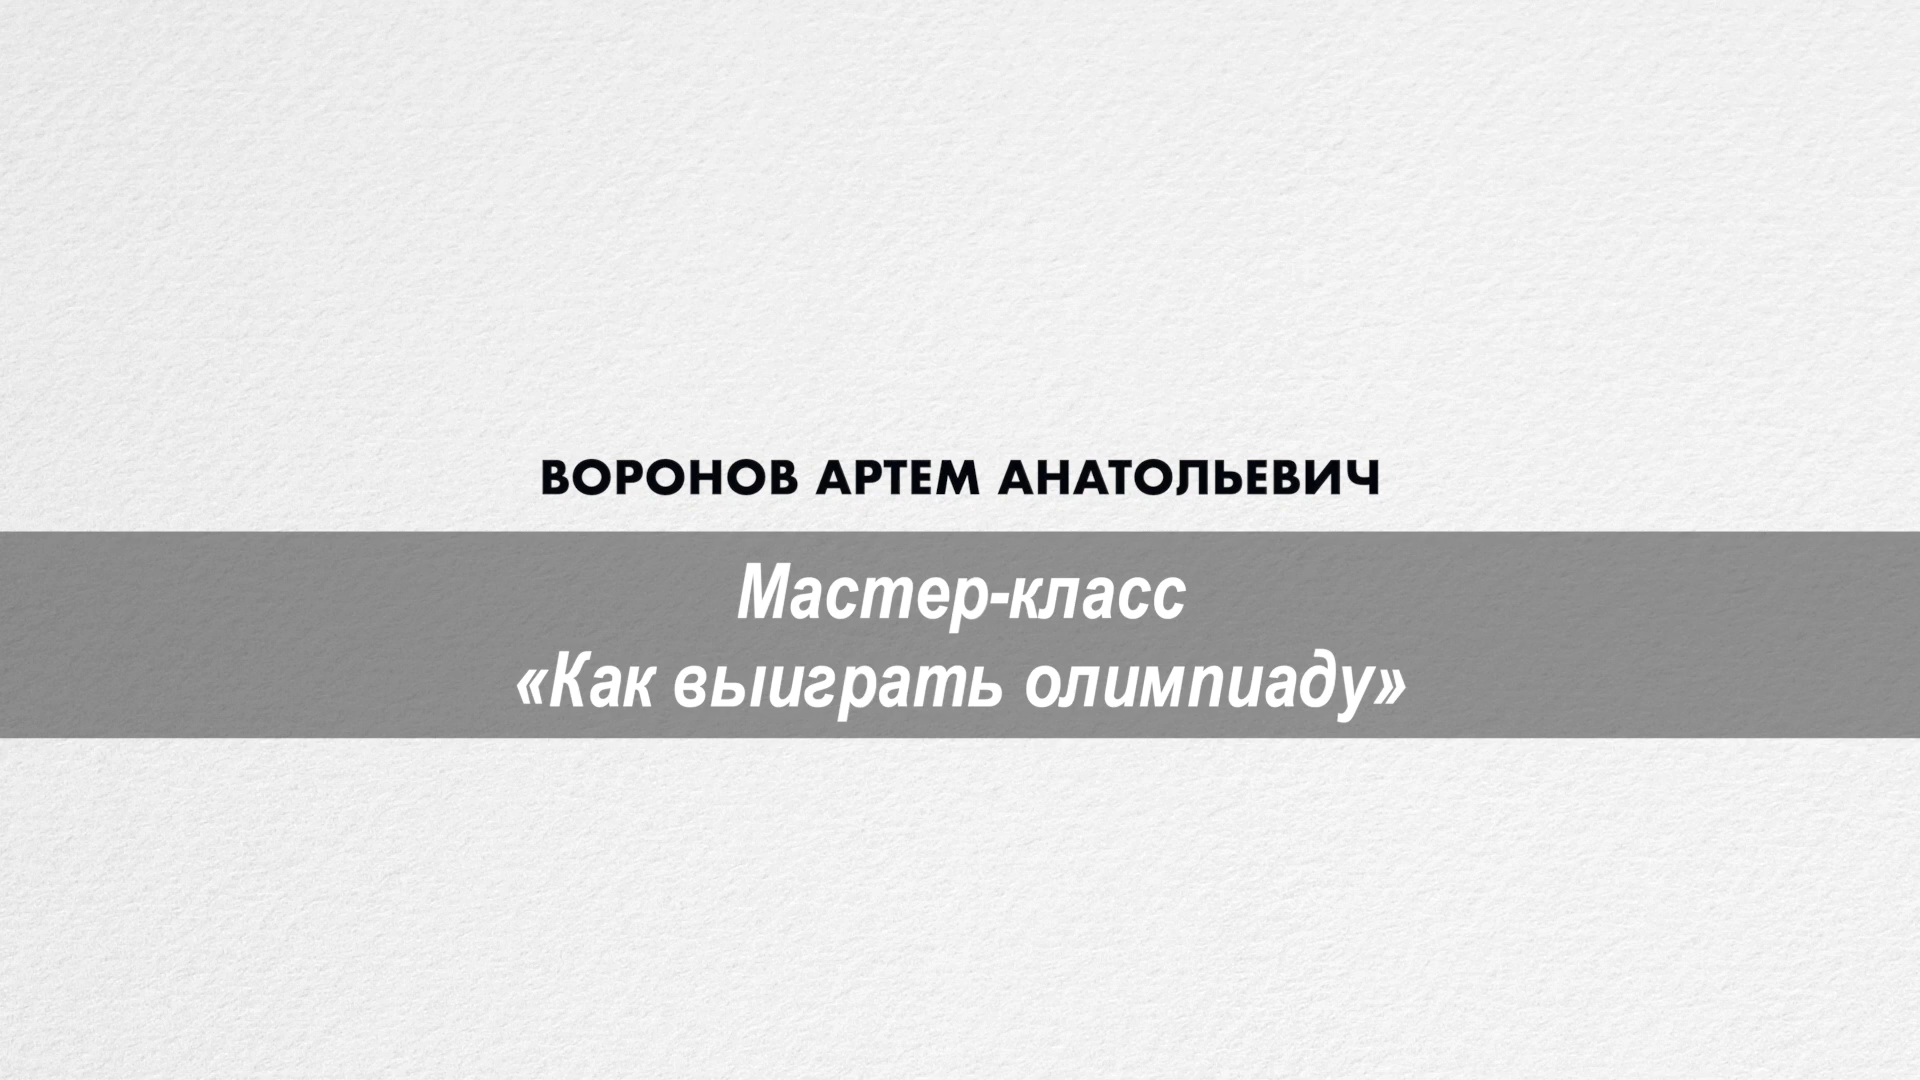 ВОРОНОВ АРТЕМ АНАТОЛЬЕВИЧ
Мастер-класс
«Как выиграть олимпиаду»